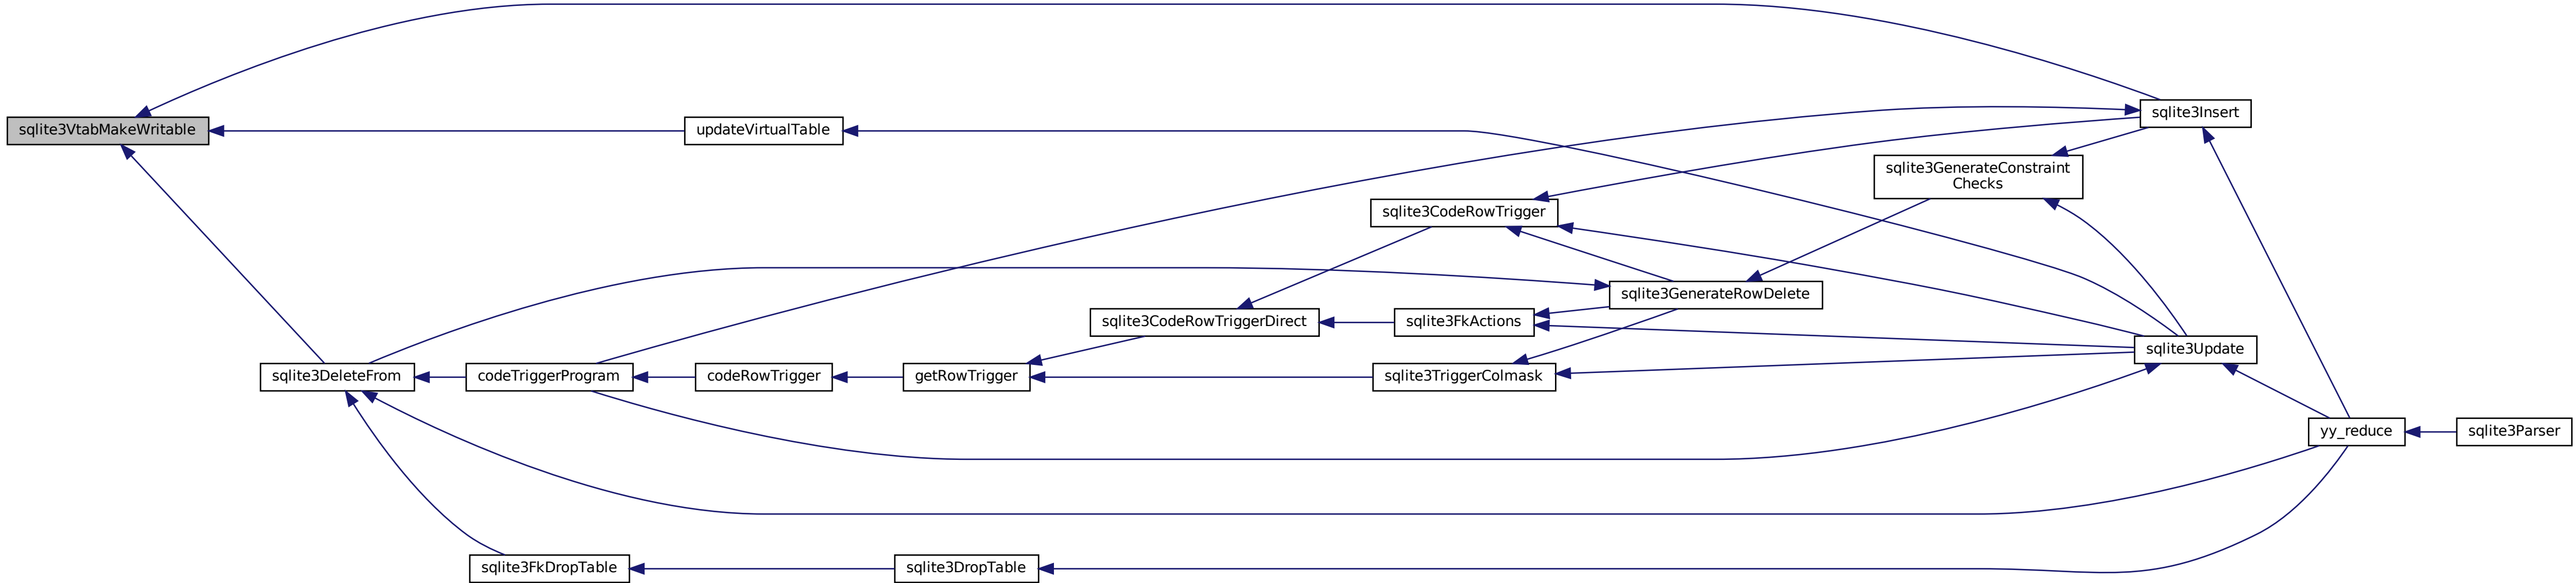 sqlite3VtabMakeWritable
updateVirtualTable
sqlite3Insert
sqlite3GenerateConstraint
Checks
sqlite3CodeRowTrigger
sqlite3GenerateRowDelete
sqlite3CodeRowTriggerDirect
sqlite3FkActions
sqlite3Update
sqlite3DeleteFrom
codeTriggerProgram
codeRowTrigger
getRowTrigger
sqlite3TriggerColmask
yy_reduce
sqlite3Parser
sqlite3FkDropTable
sqlite3DropTable